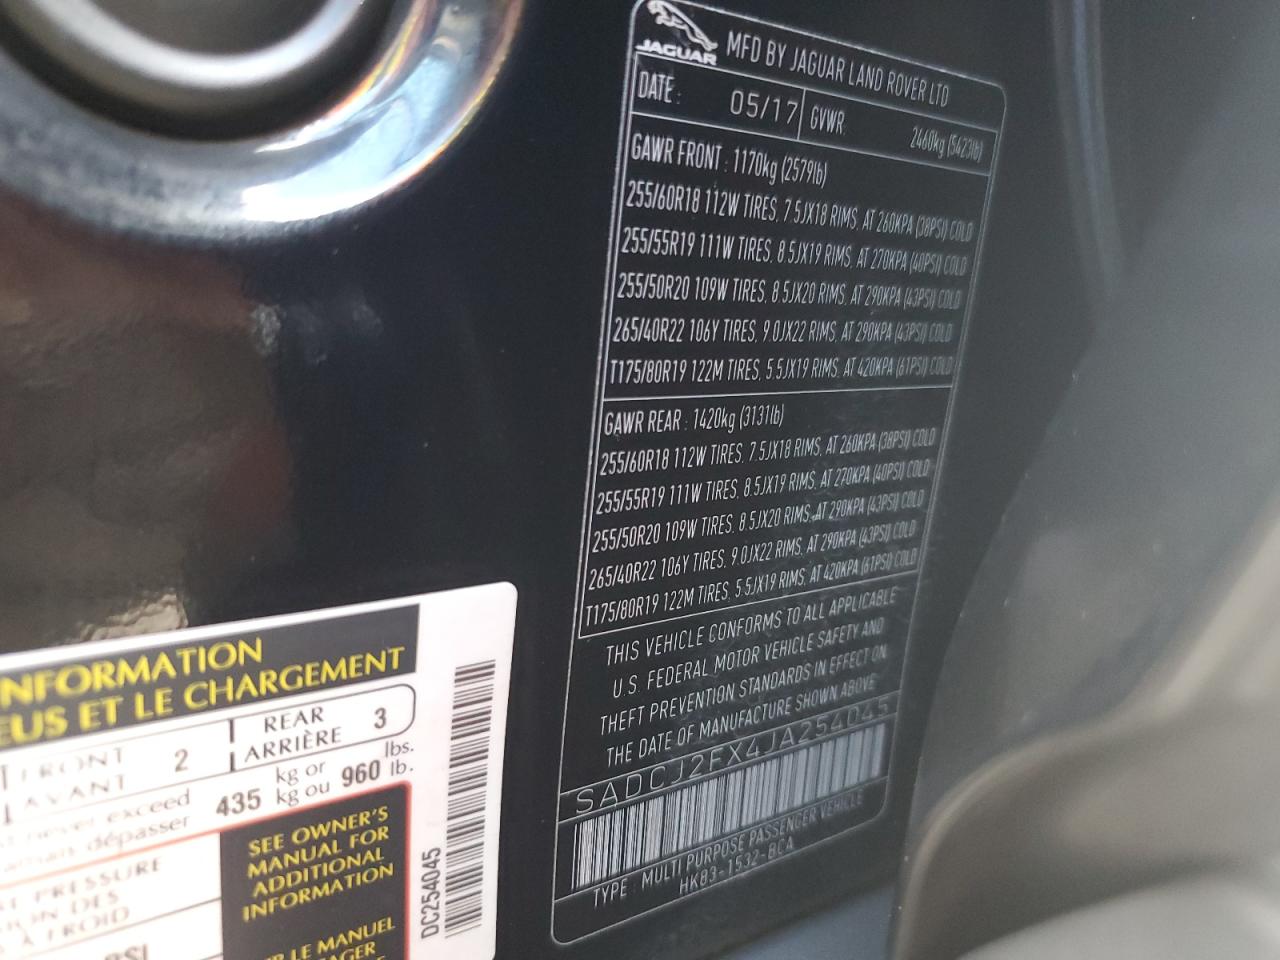 JAGUAR
MFD BY JAGUAR LAND ROVER LTD
DATE: 05/17 GVWR 2460kg (5423lb)
GAWR FRONT : 1170kg (2579lb)
255/60R18 112W TIRES, 7.5JX18 RIMS, AT 260KPA (38PSI) COLD
255/55R19 111W TIRES, 8.5JX19 RIMS, AT 270KPA (40PSI) COLD
255/50R20 109W TIRES, 8.5JX20 RIMS, AT 290KPA (43PSI) COLD
265/40R22 106Y TIRES, 9.0JX22 RIMS, AT 290KPA (43PSI) COLD
T175/80R19 122M TIRES, 5.5JX19 RIMS, AT 420KPA (61PSI) COLD
GAWR REAR : 1420kg (3131lb)
255/60R18 112W TIRES, 7.5JX18 RIMS, AT 260KPA (38PSI) COLD
255/55R19 111W TIRES, 8.5JX19 RIMS, AT 270KPA (40PSI) COLD
255/50R20 109W TIRES, 8.5JX20 RIMS, AT 290KPA (43PSI) COLD
265/40R22 106Y TIRES, 9.0JX22 RIMS, AT 290KPA (43PSI) COLD
T175/80R19 122M TIRES, 5.5JX19 RIMS, AT 420KPA (61PSI) COLD
THIS VEHICLE CONFORMS TO ALL APPLICABLE
U.S. FEDERAL MOTOR VEHICLE SAFETY AND
THEFT PREVENTION STANDARDS IN EFFECT ON
THE DATE OF MANUFACTURE SHOWN ABOVE
SADCJ2FX4JA254045
TYPE : MULTI PURPOSE PASSENGER VEHICLE
HK83-1532-BCA
NFORMATION
EUS ET LE CHARGEMENT
FRONT 2 REAR 3
AVANT ARRIÈRE
never exceed 435 kg or 960 lbs.
dépasser kg ou lb.
PRESSURE
ION DES
À FROID
PSI
SEE OWNER'S
MANUAL FOR
ADDITIONAL
INFORMATION
LE MANUEL
DC254045